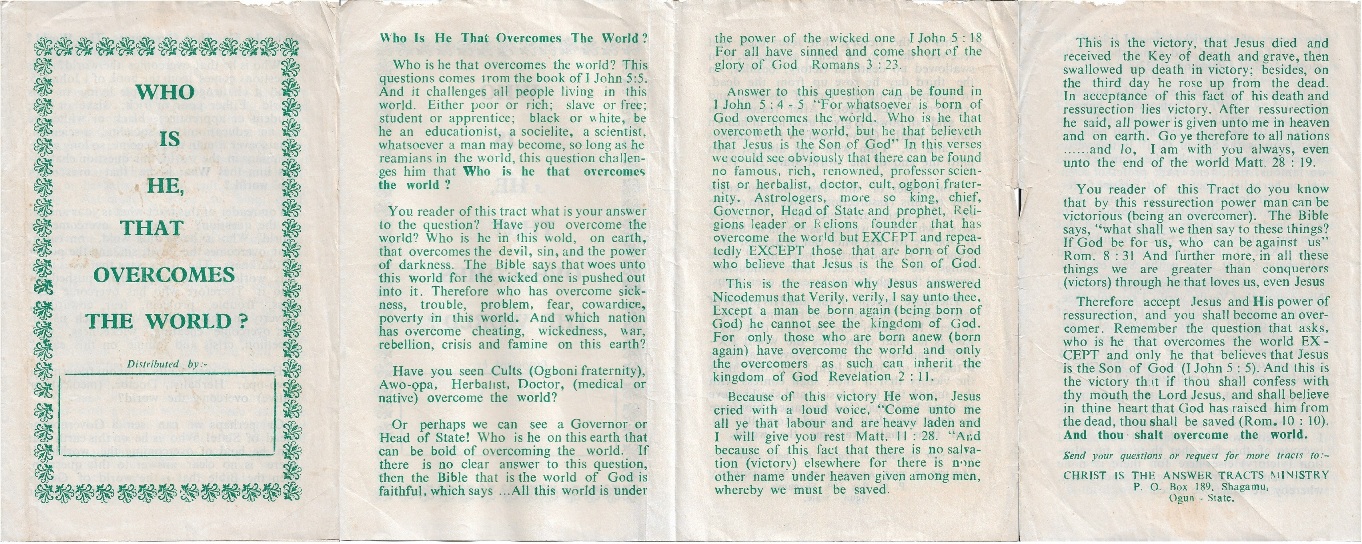 WHO
IS
HE,
THAT
OVERCOMES
THE WORLD ?
Distributed by:-
Who Is He That Overcomes The World ?
Who is he that overcomes the world? This
questions comes from the book of I John 5:5.
And it challenges all people living in this
world. Either poor or rich; slave or free;
student or apprentice; black or white, be
he an educationist, a socielite, a scientist,
whatsoever a man may become, so long as he
reamians in the world, this question challen-
ges him that Who is he that overcomes
the world ?
You reader of this tract what is your answer
to the question? Have you overcome the
world? Who is he in this wold, on earth,
that overcomes the devil, sin, and the power
of darkness. The Bible says that woes unto
this world for the wicked one is pushed out
into it. Therefore who has overcome sick-
ness, trouble, problem, fear, cowardice,
poverty in this world. And which nation
has overcome cheating, wickedness, war,
rebellion, crisis and famine on this earth?
Have you seen Cults (Ogboni fraternity),
Awo-ọpa, Herbalist, Doctor, (medical or
native) overcome the world?
Or perhaps we can see a Governor or
Head of State! Who is he on this earth that
can be bold of overcoming the world. If
there is no clear answer to this question,
then the Bible that is the world of God is
faithful, which says ...All this world is under
the power of the wicked one I John 5 : 18
For all have sinned and come short of the
glory of God Romans 3 : 23.
Answer to this question can be found in
I John 5 : 4 - 5 "For whatsoever is born of
God overcomes the world. Who is he that
overcometh the world, but he that believeth
that Jesus is the Son of God" In this verses
we could see obviously that there can be found
no famous, rich, renowned, professor scien-
tist or herbalist, doctor, cult, ogboni frater-
nity. Astrologers, more so king, chief,
Governor, Head of State and prophet, Reli-
gions leader or Relions founder that has
overcome the world but EXCEPT and repea-
tedly EXCEPT those that are born of God
who believe that Jesus is the Son of God.
This is the reason why Jesus answered
Nicodemus that Verily, verily, I say unto thee,
Except a man be born again (being born of
God) he cannot see the kingdom of God.
For only those who are born anew (born
again) have overcome the world and only
the overcomers as such can inherit the
kingdom of God Revelation 2 : 11.
Because of this victory He won, Jesus
cried with a loud voice, "Come unto me
all ye that labour and are heavy laden and
I will give you rest Matt, 11 : 28. "And
because of this fact that there is no salva-
tion (victory) elsewhere for there is none
other name under heaven given among men,
whereby we must be saved.
This is the victory, that Jesus died and
received the Key of death and grave, then
swallowed up death in victory; besides, on
the third day he rose up from the dead.
In acceptance of this fact of his death and
ressurection lies victory. After ressurection
he said, all power is given unto me in heaven
and on earth. Go ye therefore to all nations
......and lo, I am with you always, even
unto the end of the world Matt. 28 : 19.
You reader of this Tract do you know
that by this ressurection power man can be
victorious (being an overcomer). The Bible
says, "what shall we then say to these things?
If God be for us, who can be against us"
Rom. 8 : 31 And further more, in all these
things we are greater than conquerors
(victors) through he that loves us, even Jesus
Therefore accept Jesus and His power of
ressurection, and you shall become an over-
comer. Remember the question that asks,
who is he that overcomes the world EX-
CEPT and only he that believes that Jesus
is the Son of God (I John 5 : 5). And this is
the victory that if thou shall confess with
thy mouth the Lord Jesus, and shall believe
in thine heart that God has raised him from
the dead, thou shall be saved (Rom. 10 : 10).
And thou shalt overcome the world.
Send your questions or request for more tracts to:-
CHRIST IS THE ANSWER TRACTS MINISTRY
P. O. Box 189, Shagamu,
Ogun - State.